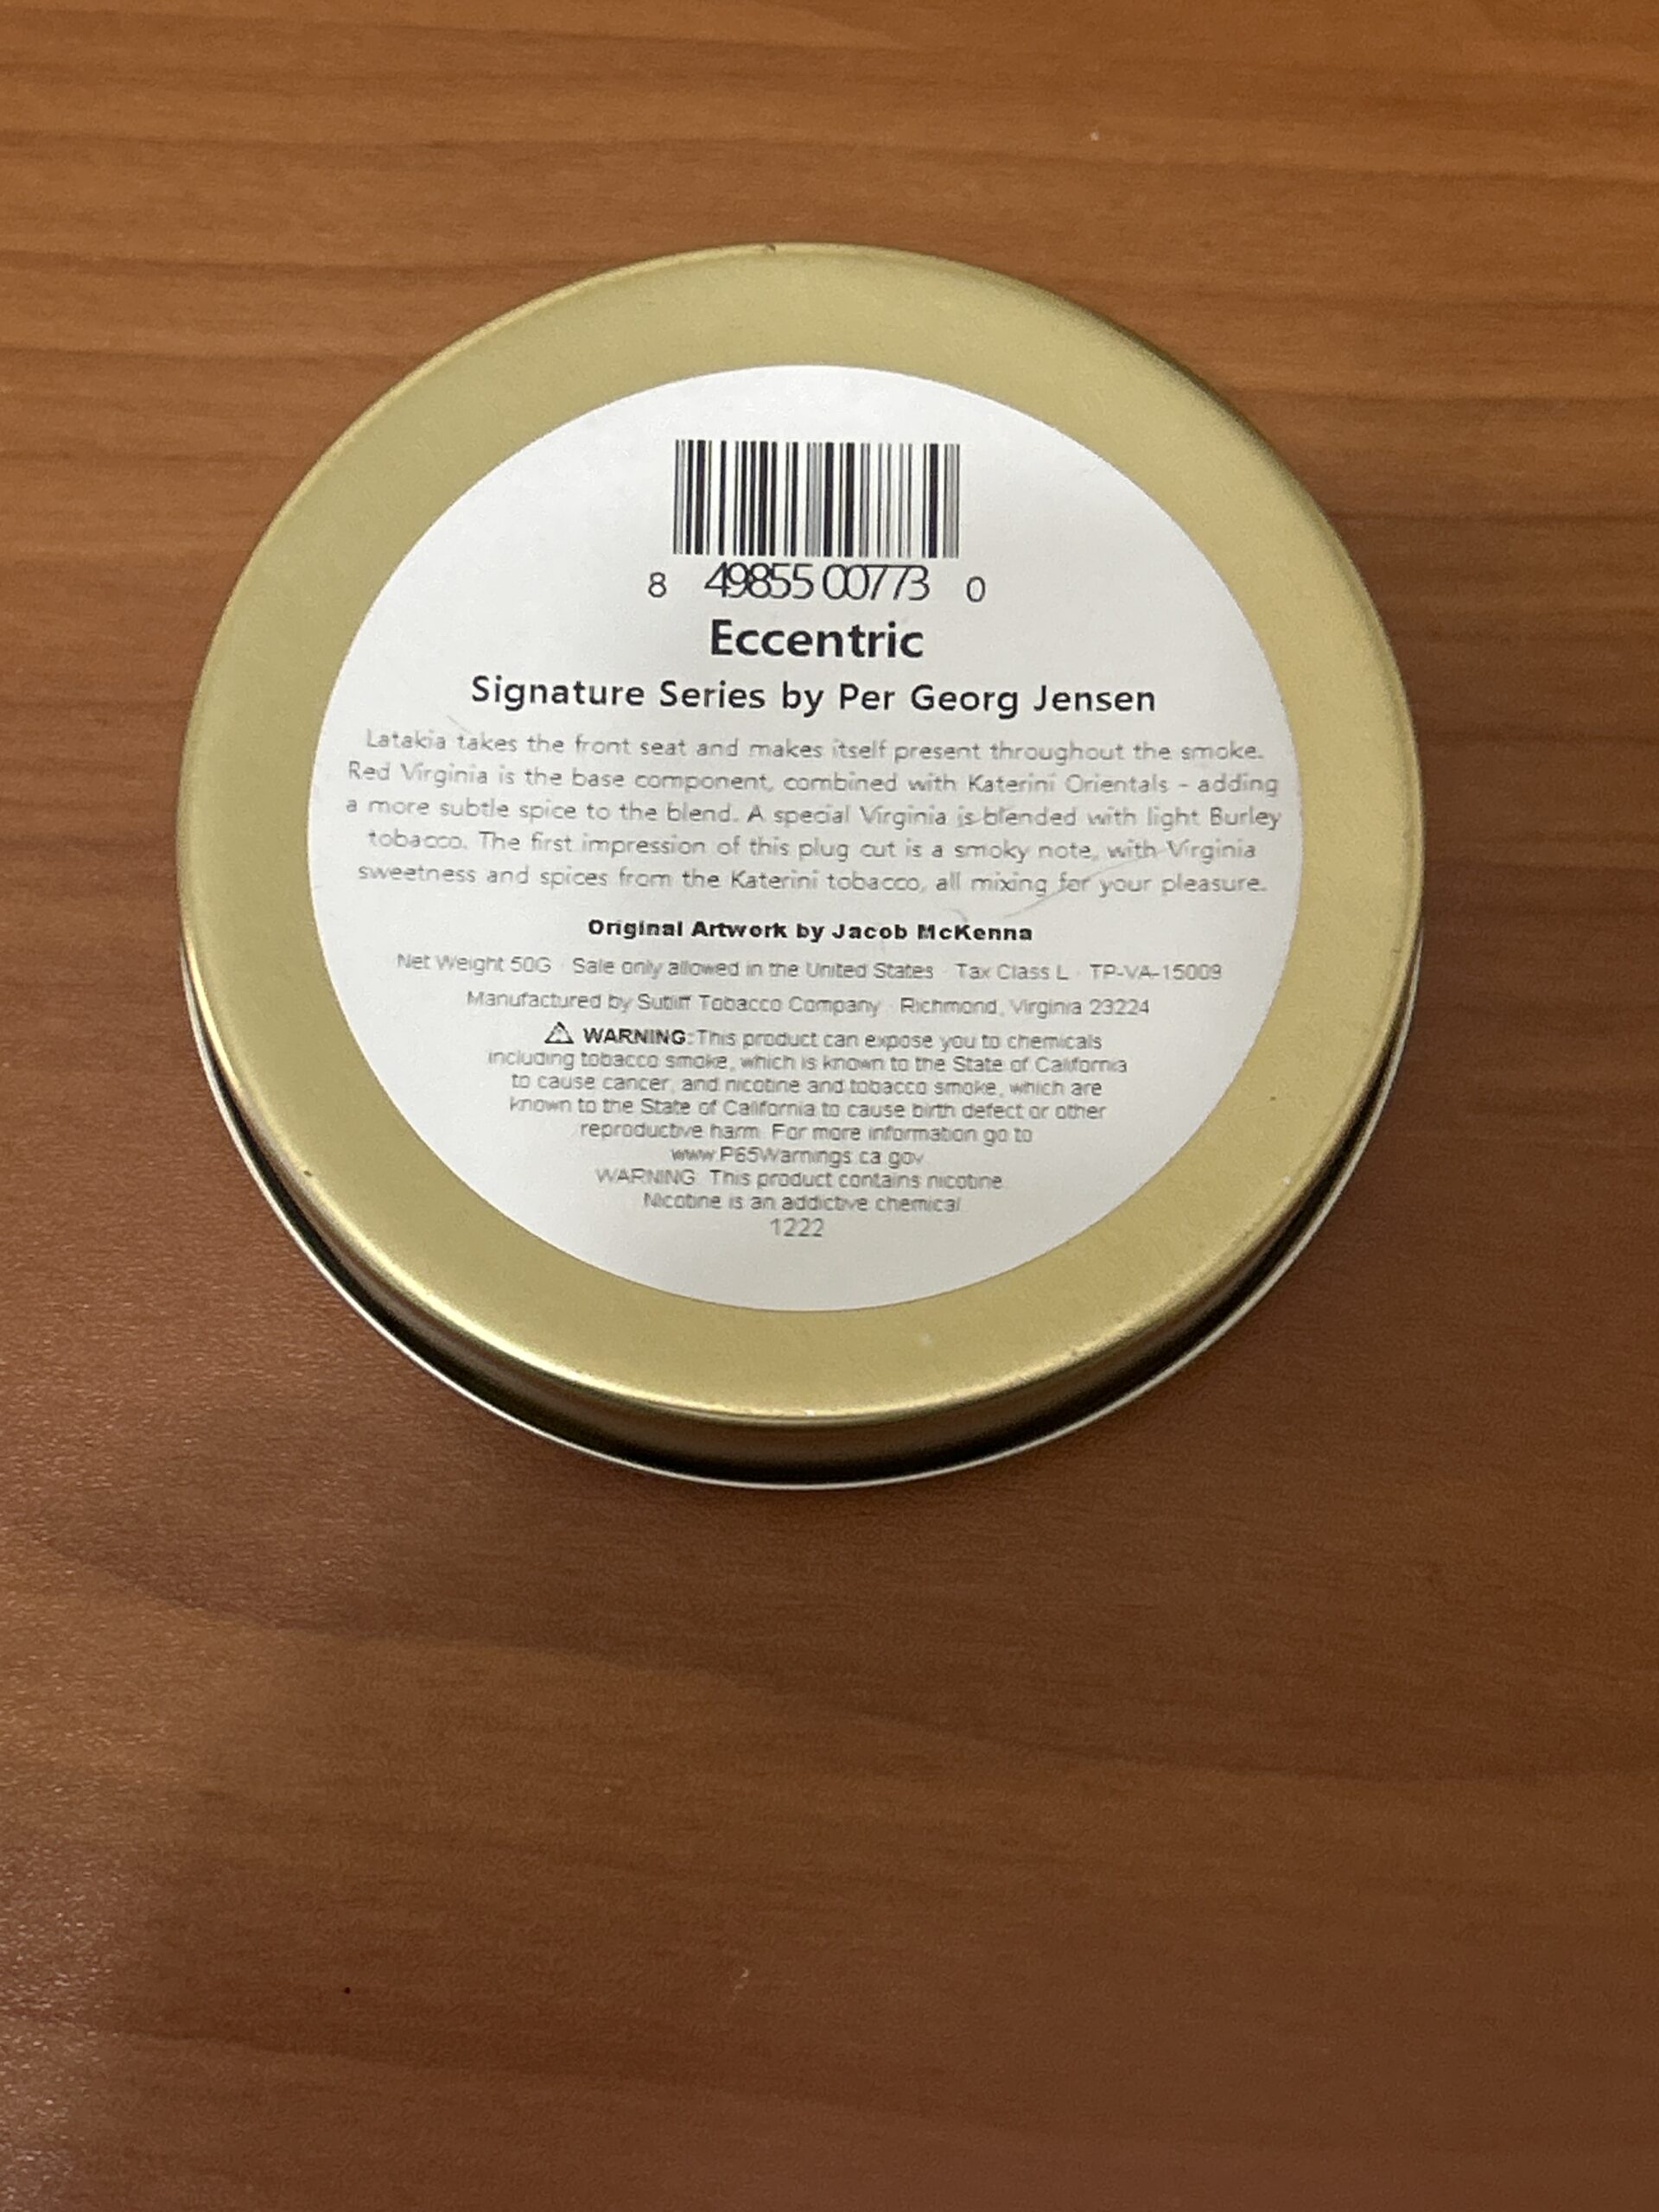 8 49855 00773 0
Eccentric
Signature Series by Per Georg Jensen
Latakia takes the front seat and makes itself present throughout the smoke.
Red Virginia is the base component, combined with Katerini Orientals - adding
a more subtle spice to the blend. A special Virginia is blended with light Burley
tobacco. The first impression of this plug cut is a smoky note, with Virginia
sweetness and spices from the Katerini tobacco, all mixing for your pleasure.
Original Artwork by Jacob McKenna
Net Weight 50G · Sale only allowed in the United States · Tax Class L · TP-VA-15009
Manufactured by Sutliff Tobacco Company · Richmond, Virginia 23224
⚠ WARNING: This product can expose you to chemicals
including tobacco smoke, which is known to the State of California
to cause cancer, and nicotine and tobacco smoke, which are
known to the State of California to cause birth defect or other
reproductive harm. For more information go to
www.P65Warnings.ca.gov
WARNING: This product contains nicotine.
Nicotine is an addictive chemical.
1222